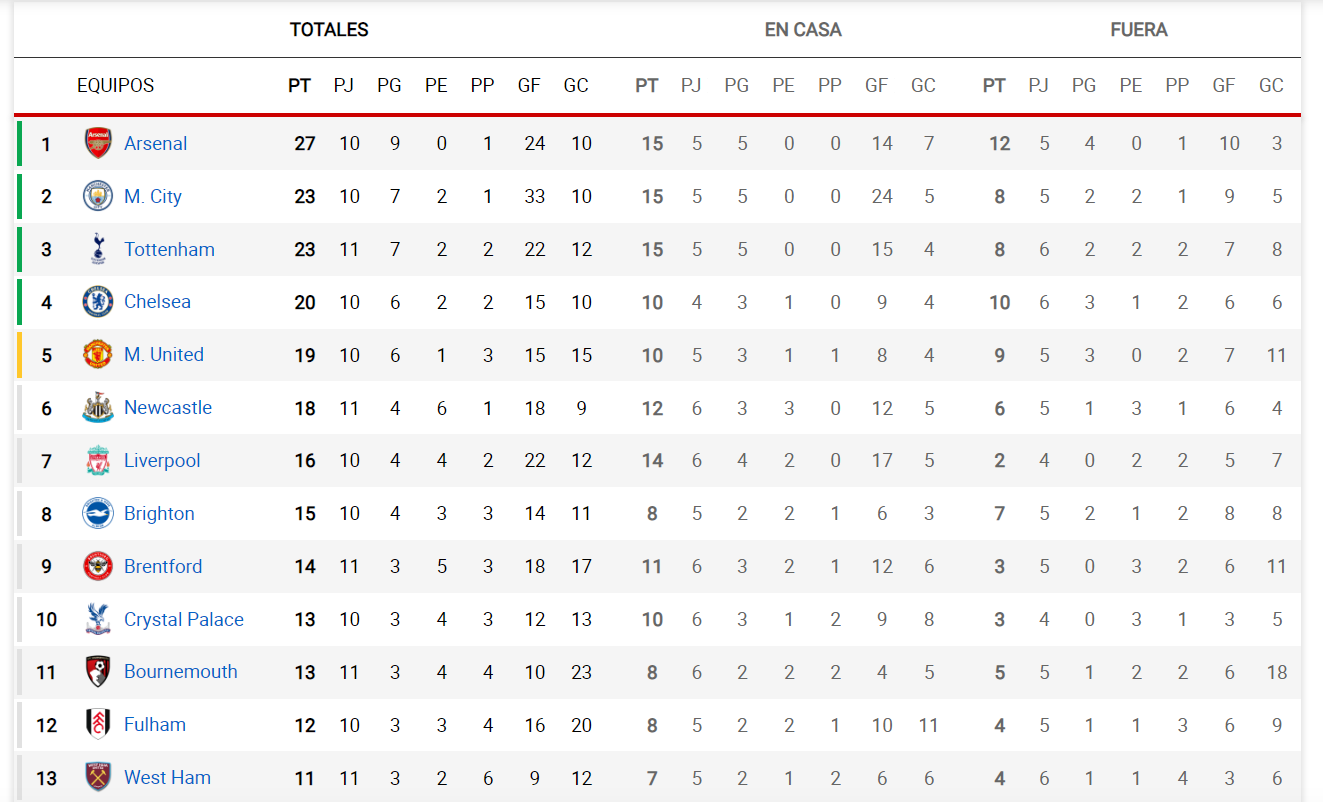 TOTALES EN CASA FUERA
EQUIPOS PT PJ PG PE PP GF GC PT PJ PG PE PP GF GC PT PJ PG PE PP GF GC
1 Arsenal 27 10 9 0 1 24 10 15 5 5 0 0 14 7 12 5 4 0 1 10 3
2 M. City 23 10 7 2 1 33 10 15 5 5 0 0 24 5 8 5 2 2 1 9 5
3 Tottenham 23 11 7 2 2 22 12 15 5 5 0 0 15 4 8 6 2 2 2 7 8
4 Chelsea 20 10 6 2 2 15 10 10 4 3 1 0 9 4 10 6 3 1 2 6 6
5 M. United 19 10 6 1 3 15 15 10 5 3 1 1 8 4 9 5 3 0 2 7 11
6 Newcastle 18 11 4 6 1 18 9 12 6 3 3 0 12 5 6 5 1 3 1 6 4
7 Liverpool 16 10 4 4 2 22 12 14 6 4 2 0 17 5 2 4 0 2 2 5 7
8 Brighton 15 10 4 3 3 14 11 8 5 2 2 1 6 3 7 5 2 1 2 8 8
9 Brentford 14 11 3 5 3 18 17 11 6 3 2 1 12 6 3 5 0 3 2 6 11
10 Crystal Palace 13 10 3 4 3 12 13 10 6 3 1 2 9 8 3 4 0 3 1 3 5
11 Bournemouth 13 11 3 4 4 10 23 8 6 2 2 2 4 5 5 5 1 2 2 6 18
12 Fulham 12 10 3 3 4 16 20 8 5 2 2 1 10 11 4 5 1 1 3 6 9
13 West Ham 11 11 3 2 6 9 12 7 5 2 1 2 6 6 4 6 1 1 4 3 6